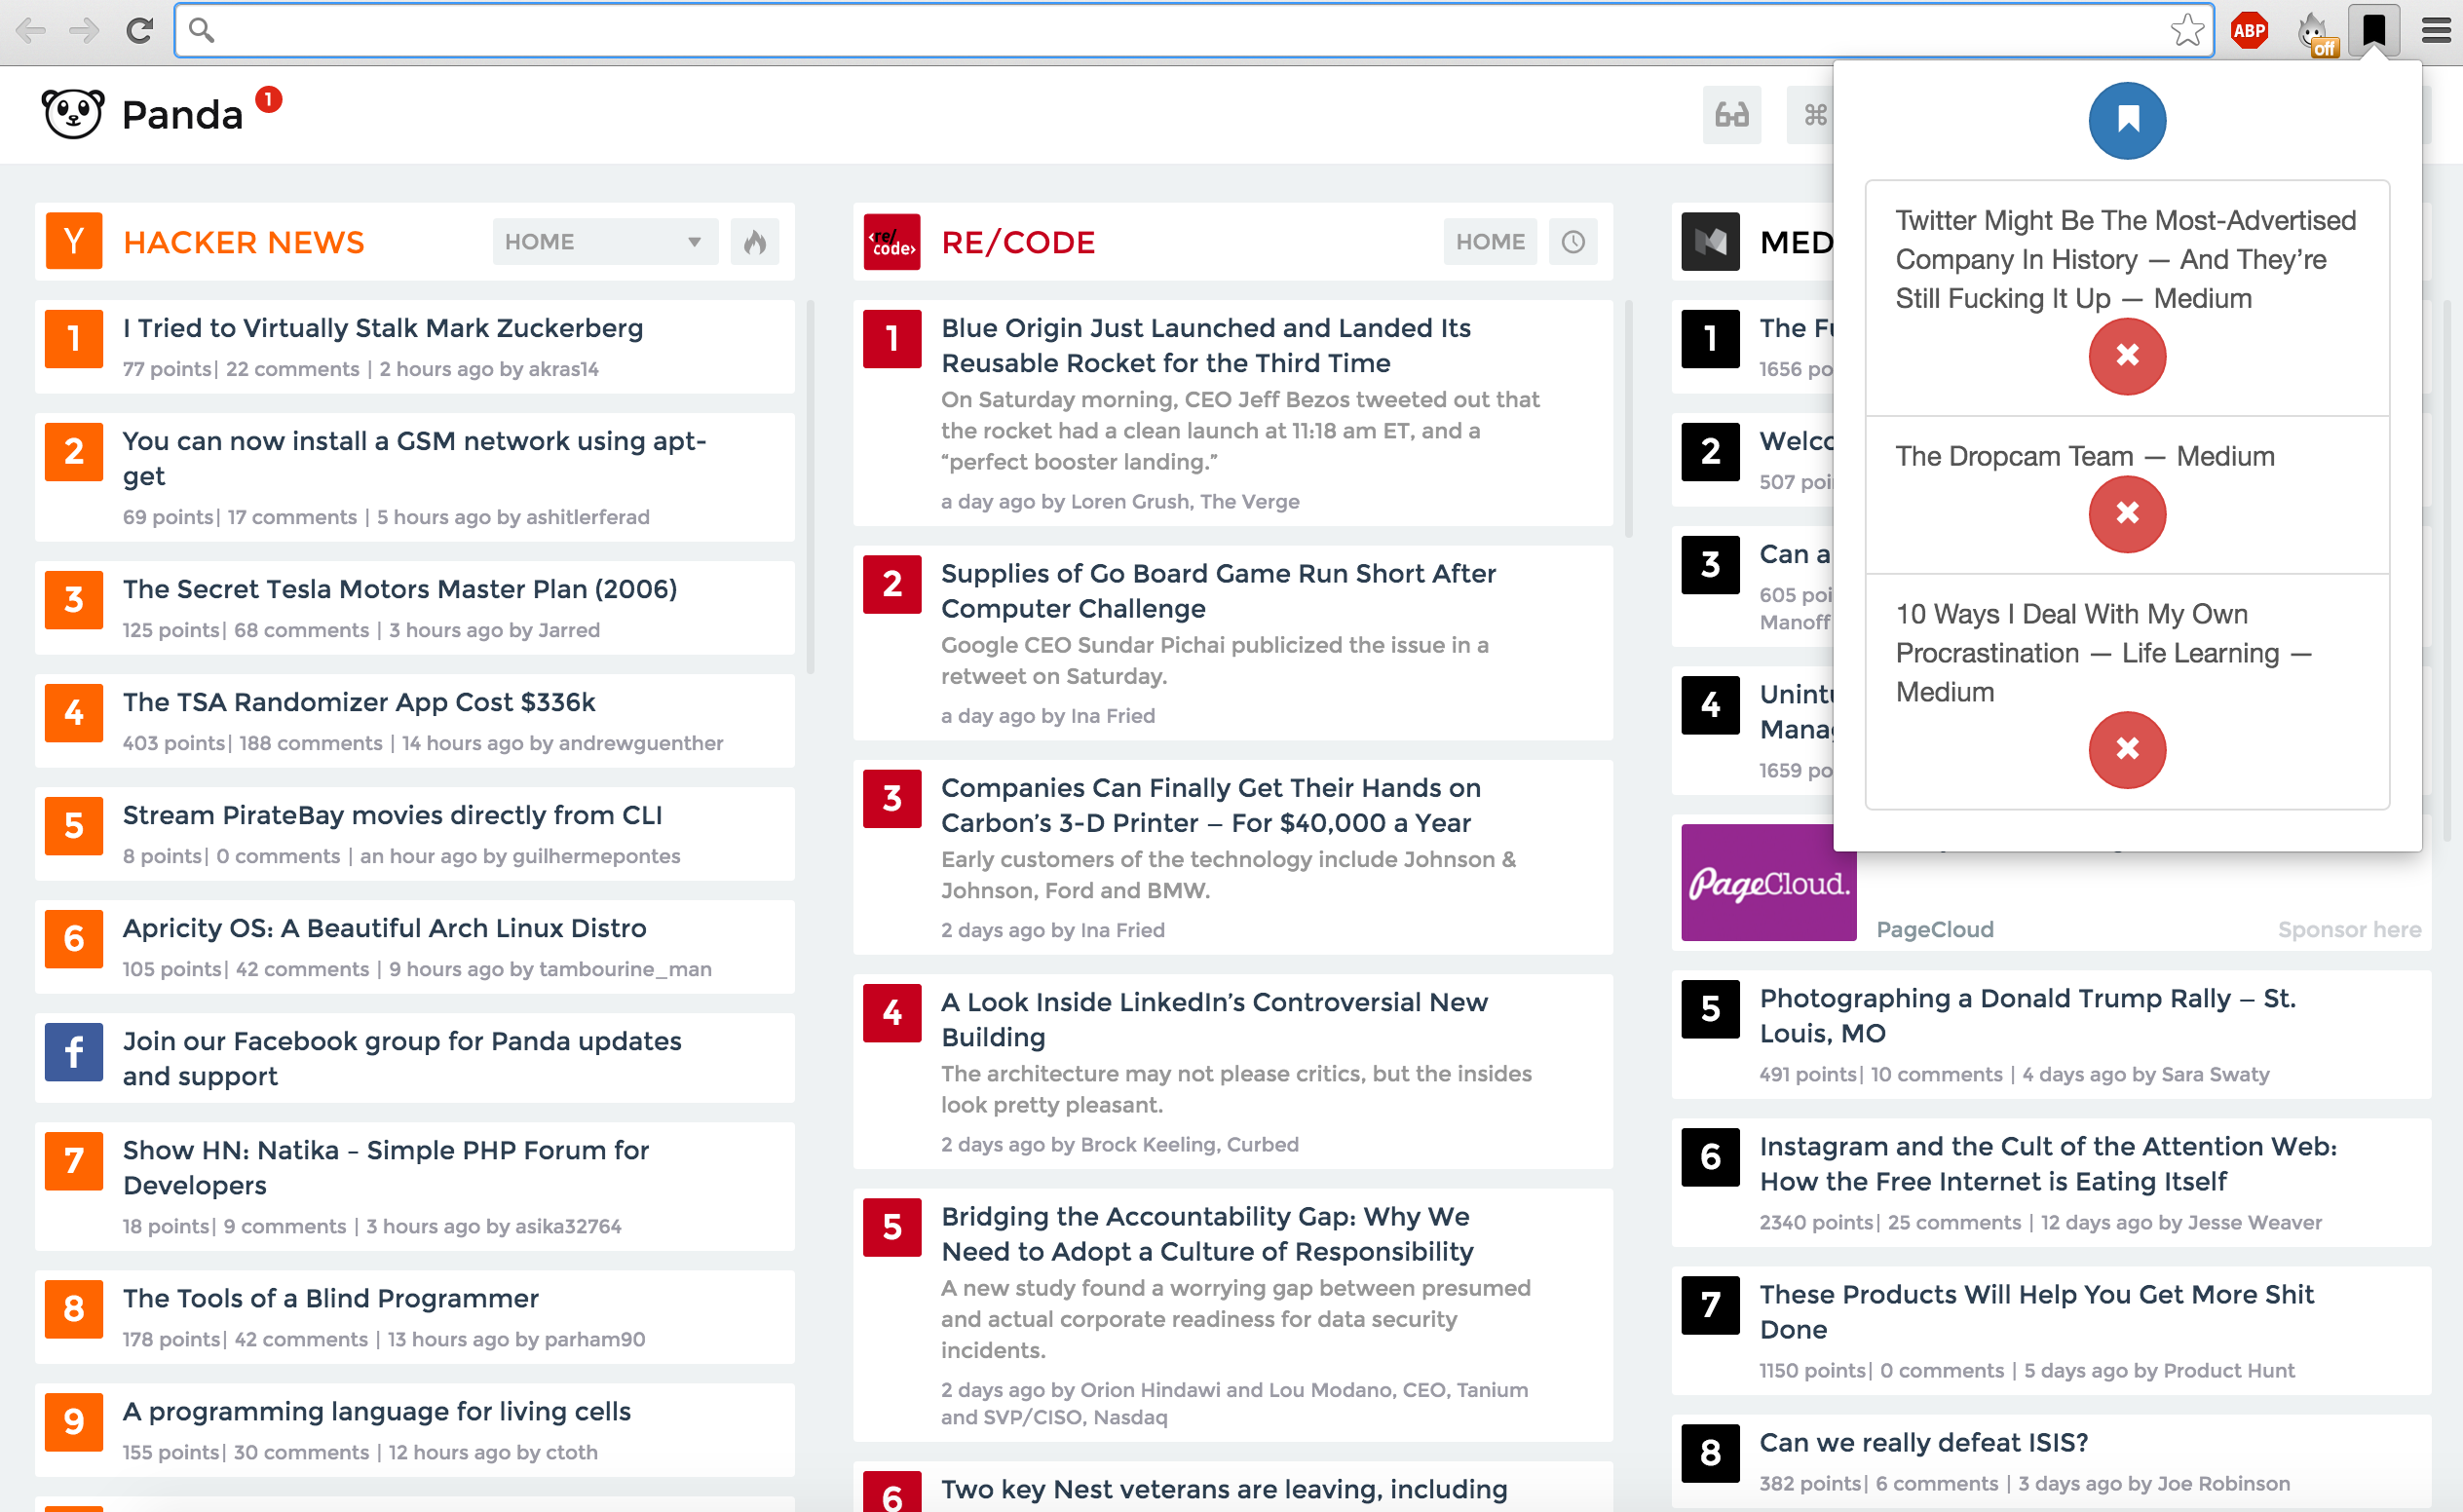 ABP
off
Panda
1
Y
HACKER NEWS
HOME
1
I Tried to Virtually Stalk Mark Zuckerberg
77 points| 22 comments | 2 hours ago by akras14
2
You can now install a GSM network using apt-
get
69 points| 17 comments | 5 hours ago by ashitlerferad
3
The Secret Tesla Motors Master Plan (2006)
125 points| 68 comments | 3 hours ago by Jarred
4
The TSA Randomizer App Cost $336k
403 points| 188 comments | 14 hours ago by andrewguenther
5
Stream PirateBay movies directly from CLI
8 points| 0 comments | an hour ago by guilhermepontes
6
Apricity OS: A Beautiful Arch Linux Distro
105 points| 42 comments | 9 hours ago by tambourine_man
f
Join our Facebook group for Panda updates
and support
7
Show HN: Natika – Simple PHP Forum for
Developers
18 points| 9 comments | 3 hours ago by asika32764
8
The Tools of a Blind Programmer
178 points| 42 comments | 13 hours ago by parham90
9
A programming language for living cells
155 points| 30 comments | 12 hours ago by ctoth
<re/
code>
RE/CODE
HOME
1
Blue Origin Just Launched and Landed Its
Reusable Rocket for the Third Time
On Saturday morning, CEO Jeff Bezos tweeted out that
the rocket had a clean launch at 11:18 am ET, and a
“perfect booster landing.”
a day ago by Loren Grush, The Verge
2
Supplies of Go Board Game Run Short After
Computer Challenge
Google CEO Sundar Pichai publicized the issue in a
retweet on Saturday.
a day ago by Ina Fried
3
Companies Can Finally Get Their Hands on
Carbon’s 3-D Printer — For $40,000 a Year
Early customers of the technology include Johnson &
Johnson, Ford and BMW.
2 days ago by Ina Fried
4
A Look Inside LinkedIn’s Controversial New
Building
The architecture may not please critics, but the insides
look pretty pleasant.
2 days ago by Brock Keeling, Curbed
5
Bridging the Accountability Gap: Why We
Need to Adopt a Culture of Responsibility
A new study found a worrying gap between presumed
and actual corporate readiness for data security
incidents.
2 days ago by Orion Hindawi and Lou Modano, CEO, Tanium
and SVP/CISO, Nasdaq
6
Two key Nest veterans are leaving, including
MED
1
The
1656
2
507
3
Can a
605
Manoff
4
1659
PageCloud.
PageCloud
Sponsor here
5
Photographing a Donald Trump Rally — St.
Louis, MO
491 points| 10 comments | 4 days ago by Sara Swaty
6
Instagram and the Cult of the Attention Web:
How the Free Internet is Eating Itself
2340 points| 25 comments | 12 days ago by Jesse Weaver
7
These Products Will Help You Get More Shit
Done
1150 points| 0 comments | 5 days ago by Product Hunt
8
Can we really defeat ISIS?
382 points| 6 comments | 3 days ago by Joe Robinson
Twitter Might Be The Most-Advertised
Company In History — And They’re
Still Fucking It Up — Medium
The Dropcam Team — Medium
10 Ways I Deal With My Own
Procrastination — Life Learning —
Medium